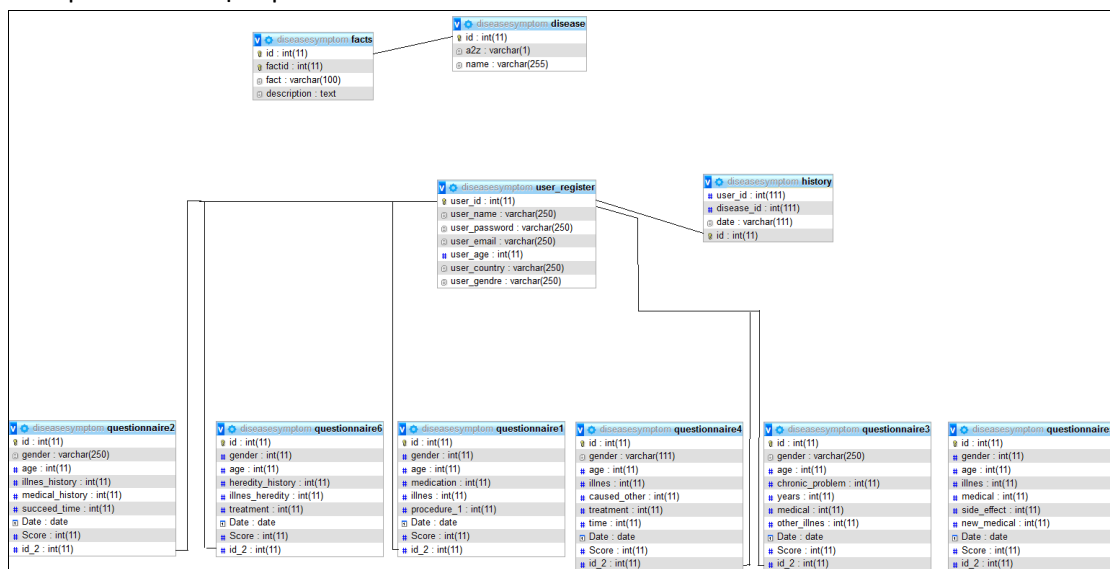 diseasesymptom facts
id : int(11)
factid : int(11)
fact : varchar(100)
description : text
diseasesymptom disease
id : int(11)
a2z : varchar(1)
name : varchar(255)
diseasesymptom user_register
user_id : int(11)
user_name : varchar(250)
user_password : varchar(250)
user_email : varchar(250)
user_age : int(11)
user_country : varchar(250)
user_gendre : varchar(250)
diseasesymptom history
user_id : int(111)
disease_id : int(111)
date : varchar(111)
id : int(11)
diseasesymptom questionnaire2
id : int(11)
gender : varchar(250)
age : int(11)
illnes_history : int(11)
medical_history : int(11)
succeed_time : int(11)
Date : date
Score : int(11)
id_2 : int(11)
diseasesymptom questionnaire6
id : int(11)
gender : int(11)
age : int(11)
heredity_history : int(11)
illnes_heredity : int(11)
treatment : int(11)
Date : date
Score : int(11)
id_2 : int(11)
diseasesymptom questionnaire1
id : int(11)
gender : int(11)
age : int(11)
medication : int(11)
illnes : int(11)
procedure_1 : int(11)
Date : date
Score : int(11)
id_2 : int(11)
diseasesymptom questionnaire4
id : int(11)
gender : varchar(111)
age : int(11)
illnes : int(11)
caused_other : int(11)
treatment : int(11)
time : int(11)
Date : date
Score : int(11)
id_2 : int(11)
diseasesymptom questionnaire3
id : int(11)
gender : varchar(250)
age : int(11)
chronic_problem : int(11)
years : int(11)
medical : int(11)
other_illnes : int(11)
Date : date
Score : int(11)
id_2 : int(11)
diseasesymptom questionnaire
id : int(11)
gender : int(11)
age : int(11)
illnes : int(11)
medical : int(11)
side_effect : int(11)
new_medical : int(11)
Date : date
Score : int(11)
id_2 : int(11)